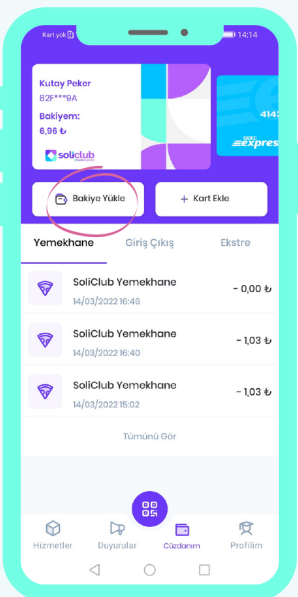 Kart yok
14:14
Kutay Peker
82F***9A
Bakiyem:
6,96 ₺
soliclub
express
Bakiye Yükle
+ Kart Ekle
Yemekhane
Giriş Çıkış
Ekstre
SoliClub Yemekhane
- 0,00 ₺
14/03/2022 16:46
SoliClub Yemekhane
- 1,03 ₺
14/03/2022 16:40
SoliClub Yemekhane
- 1,03 ₺
14/03/2022 15:02
Tümünü Gör
Hizmetler
Duyurular
Cüzdanım
Profilim